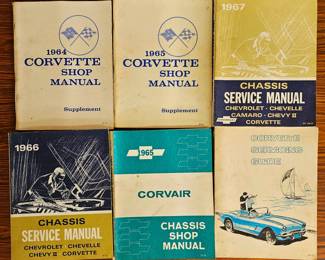 1964
CORVETTE
SHOP
MANUAL
Supplement
1965
CORVETTE
SHOP
MANUAL
Supplement
1967
CHASSIS
SERVICE MANUAL
CHEVROLET · CHEVELLE
CAMARO · CHEVY II
CORVETTE
1966
CHASSIS
SERVICE MANUAL
CHEVROLET CHEVELLE
CHEVY II CORVETTE
1965
CORVAIR
CHASSIS
SHOP
MANUAL
CORVETTE
SERVICING
GUIDE